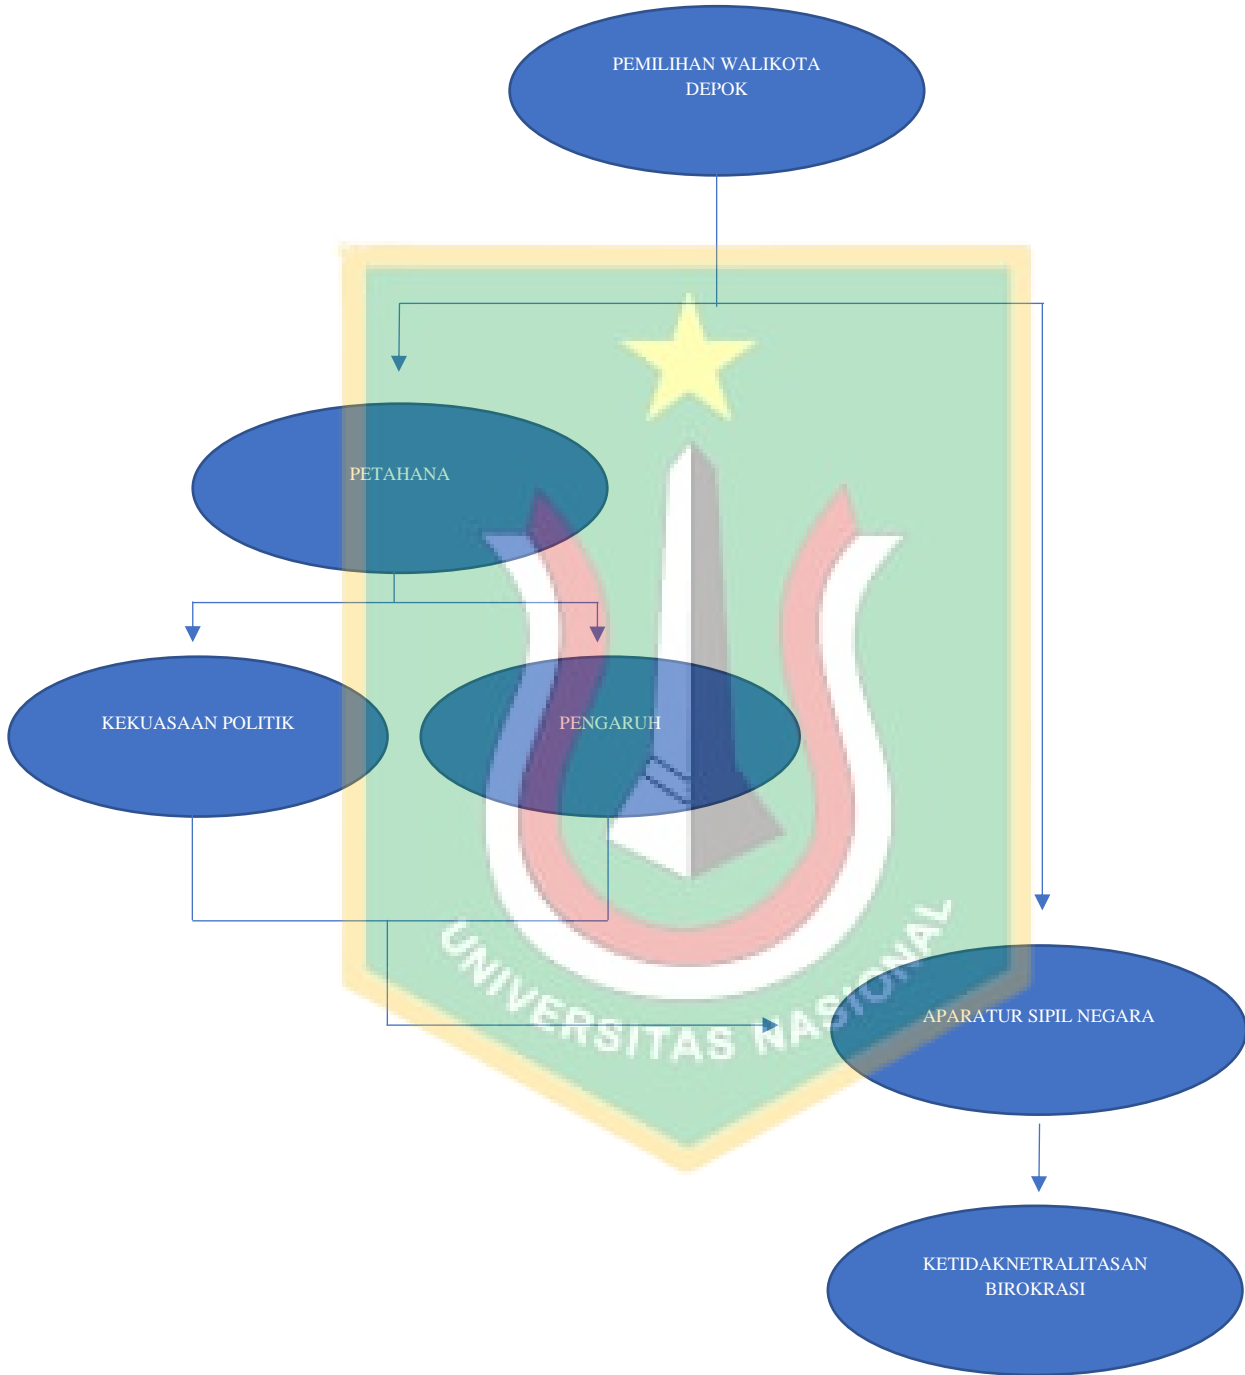 PEMILIHAN WALIKOTA
DEPOK
PETAHANA
KEKUASAAN POLITIK
PENGARUH
UNIVERSITAS NASIONAL
APARATUR SIPIL NEGARA
KETIDAKNETRALITASAN
BIROKRASI